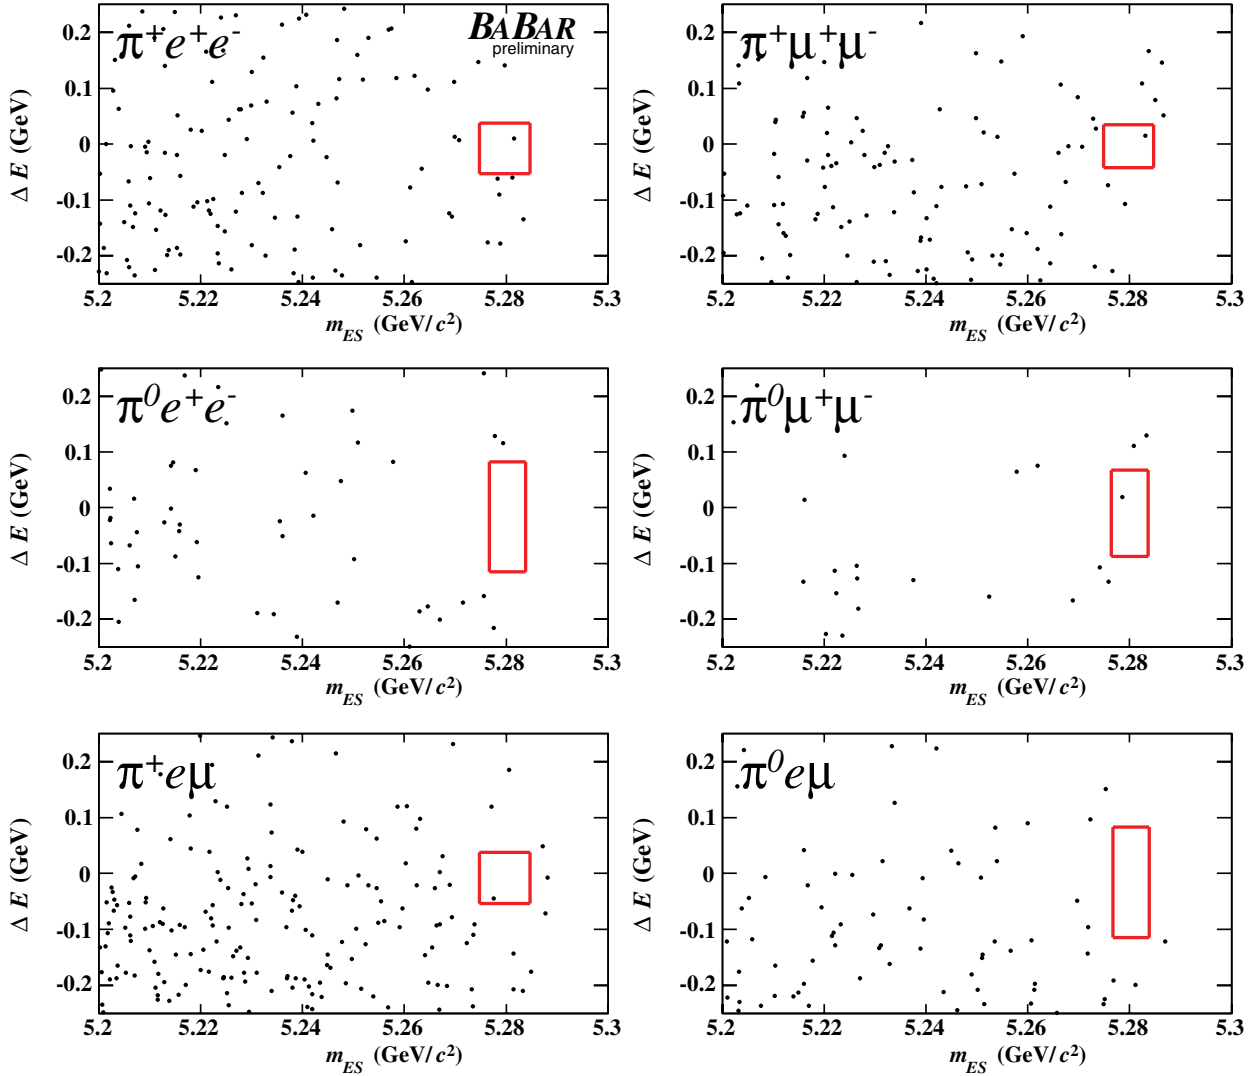 π⁺e⁺e⁻
BABAR
preliminary
Δ E (GeV)
0.2
0.1
0
-0.1
-0.2
5.2 5.22 5.24 5.26 5.28 5.3
m_ES (GeV/c²)
π⁺μ⁺μ⁻
Δ E (GeV)
0.2
0.1
0
-0.1
-0.2
5.2 5.22 5.24 5.26 5.28 5.3
m_ES (GeV/c²)
π⁰e⁺e⁻
Δ E (GeV)
0.2
0.1
0
-0.1
-0.2
5.2 5.22 5.24 5.26 5.28 5.3
m_ES (GeV/c²)
π⁰μ⁺μ⁻
Δ E (GeV)
0.2
0.1
0
-0.1
-0.2
5.2 5.22 5.24 5.26 5.28 5.3
m_ES (GeV/c²)
π⁺eμ
Δ E (GeV)
0.2
0.1
0
-0.1
-0.2
5.2 5.22 5.24 5.26 5.28 5.3
m_ES (GeV/c²)
π⁰eμ
Δ E (GeV)
0.2
0.1
0
-0.1
-0.2
5.2 5.22 5.24 5.26 5.28 5.3
m_ES (GeV/c²)